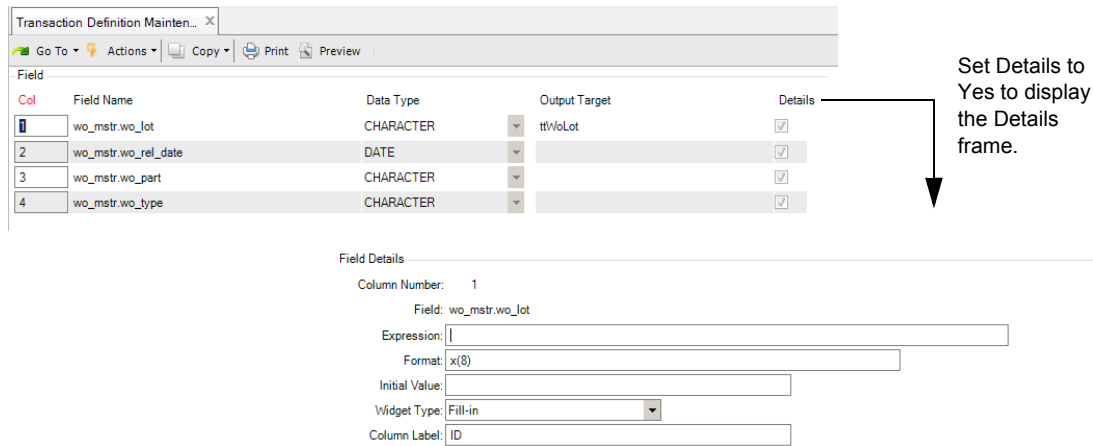 Transaction Definition Mainten... X
Go To Actions Copy Print Preview
Field
Col Field Name Data Type Output Target Details
1 wo_mstr.wo_lot CHARACTER ttWoLot
2 wo_mstr.wo_rel_date DATE
3 wo_mstr.wo_part CHARACTER
4 wo_mstr.wo_type CHARACTER
Set Details to
Yes to display
the Details
frame.
Field Details
Column Number: 1
Field: wo_mstr.wo_lot
Expression:
Format: x(8)
Initial Value:
Widget Type: Fill-in
Column Label: ID